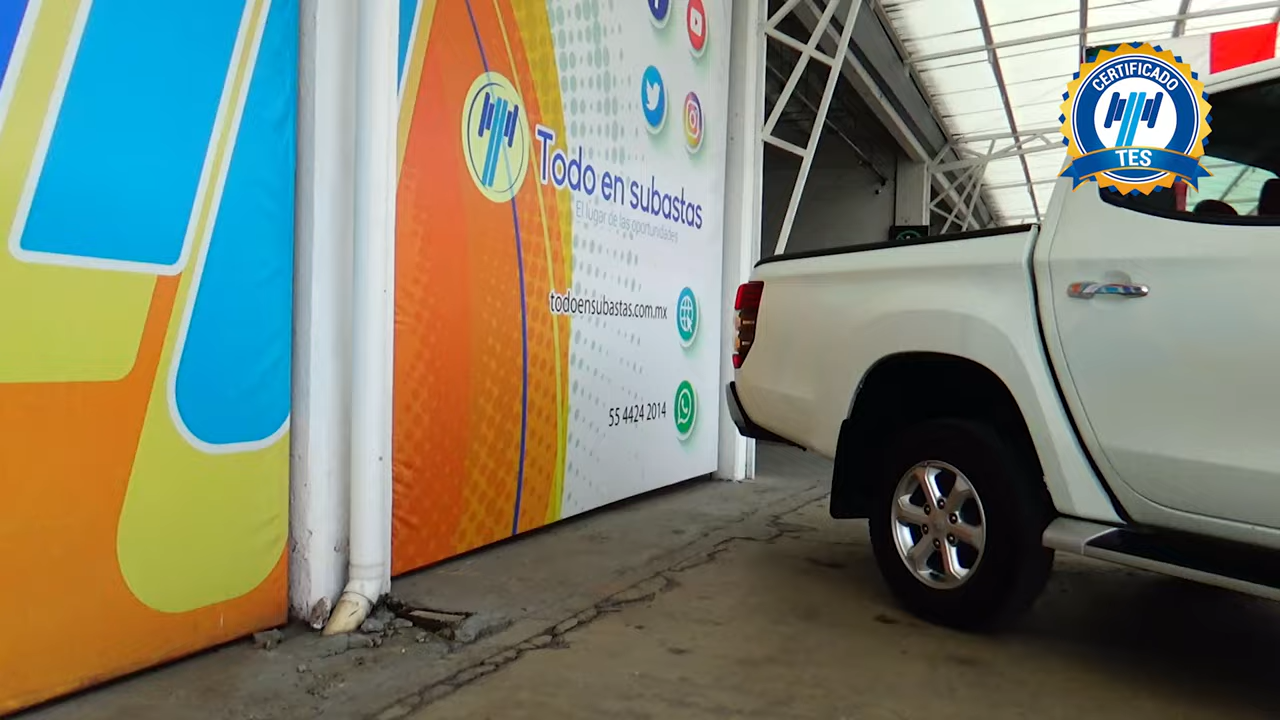 CERTIFICADO
TES
Todo en subastas
El lugar de las oportunidades
todoensubastas.com.mx
55 4424 2014